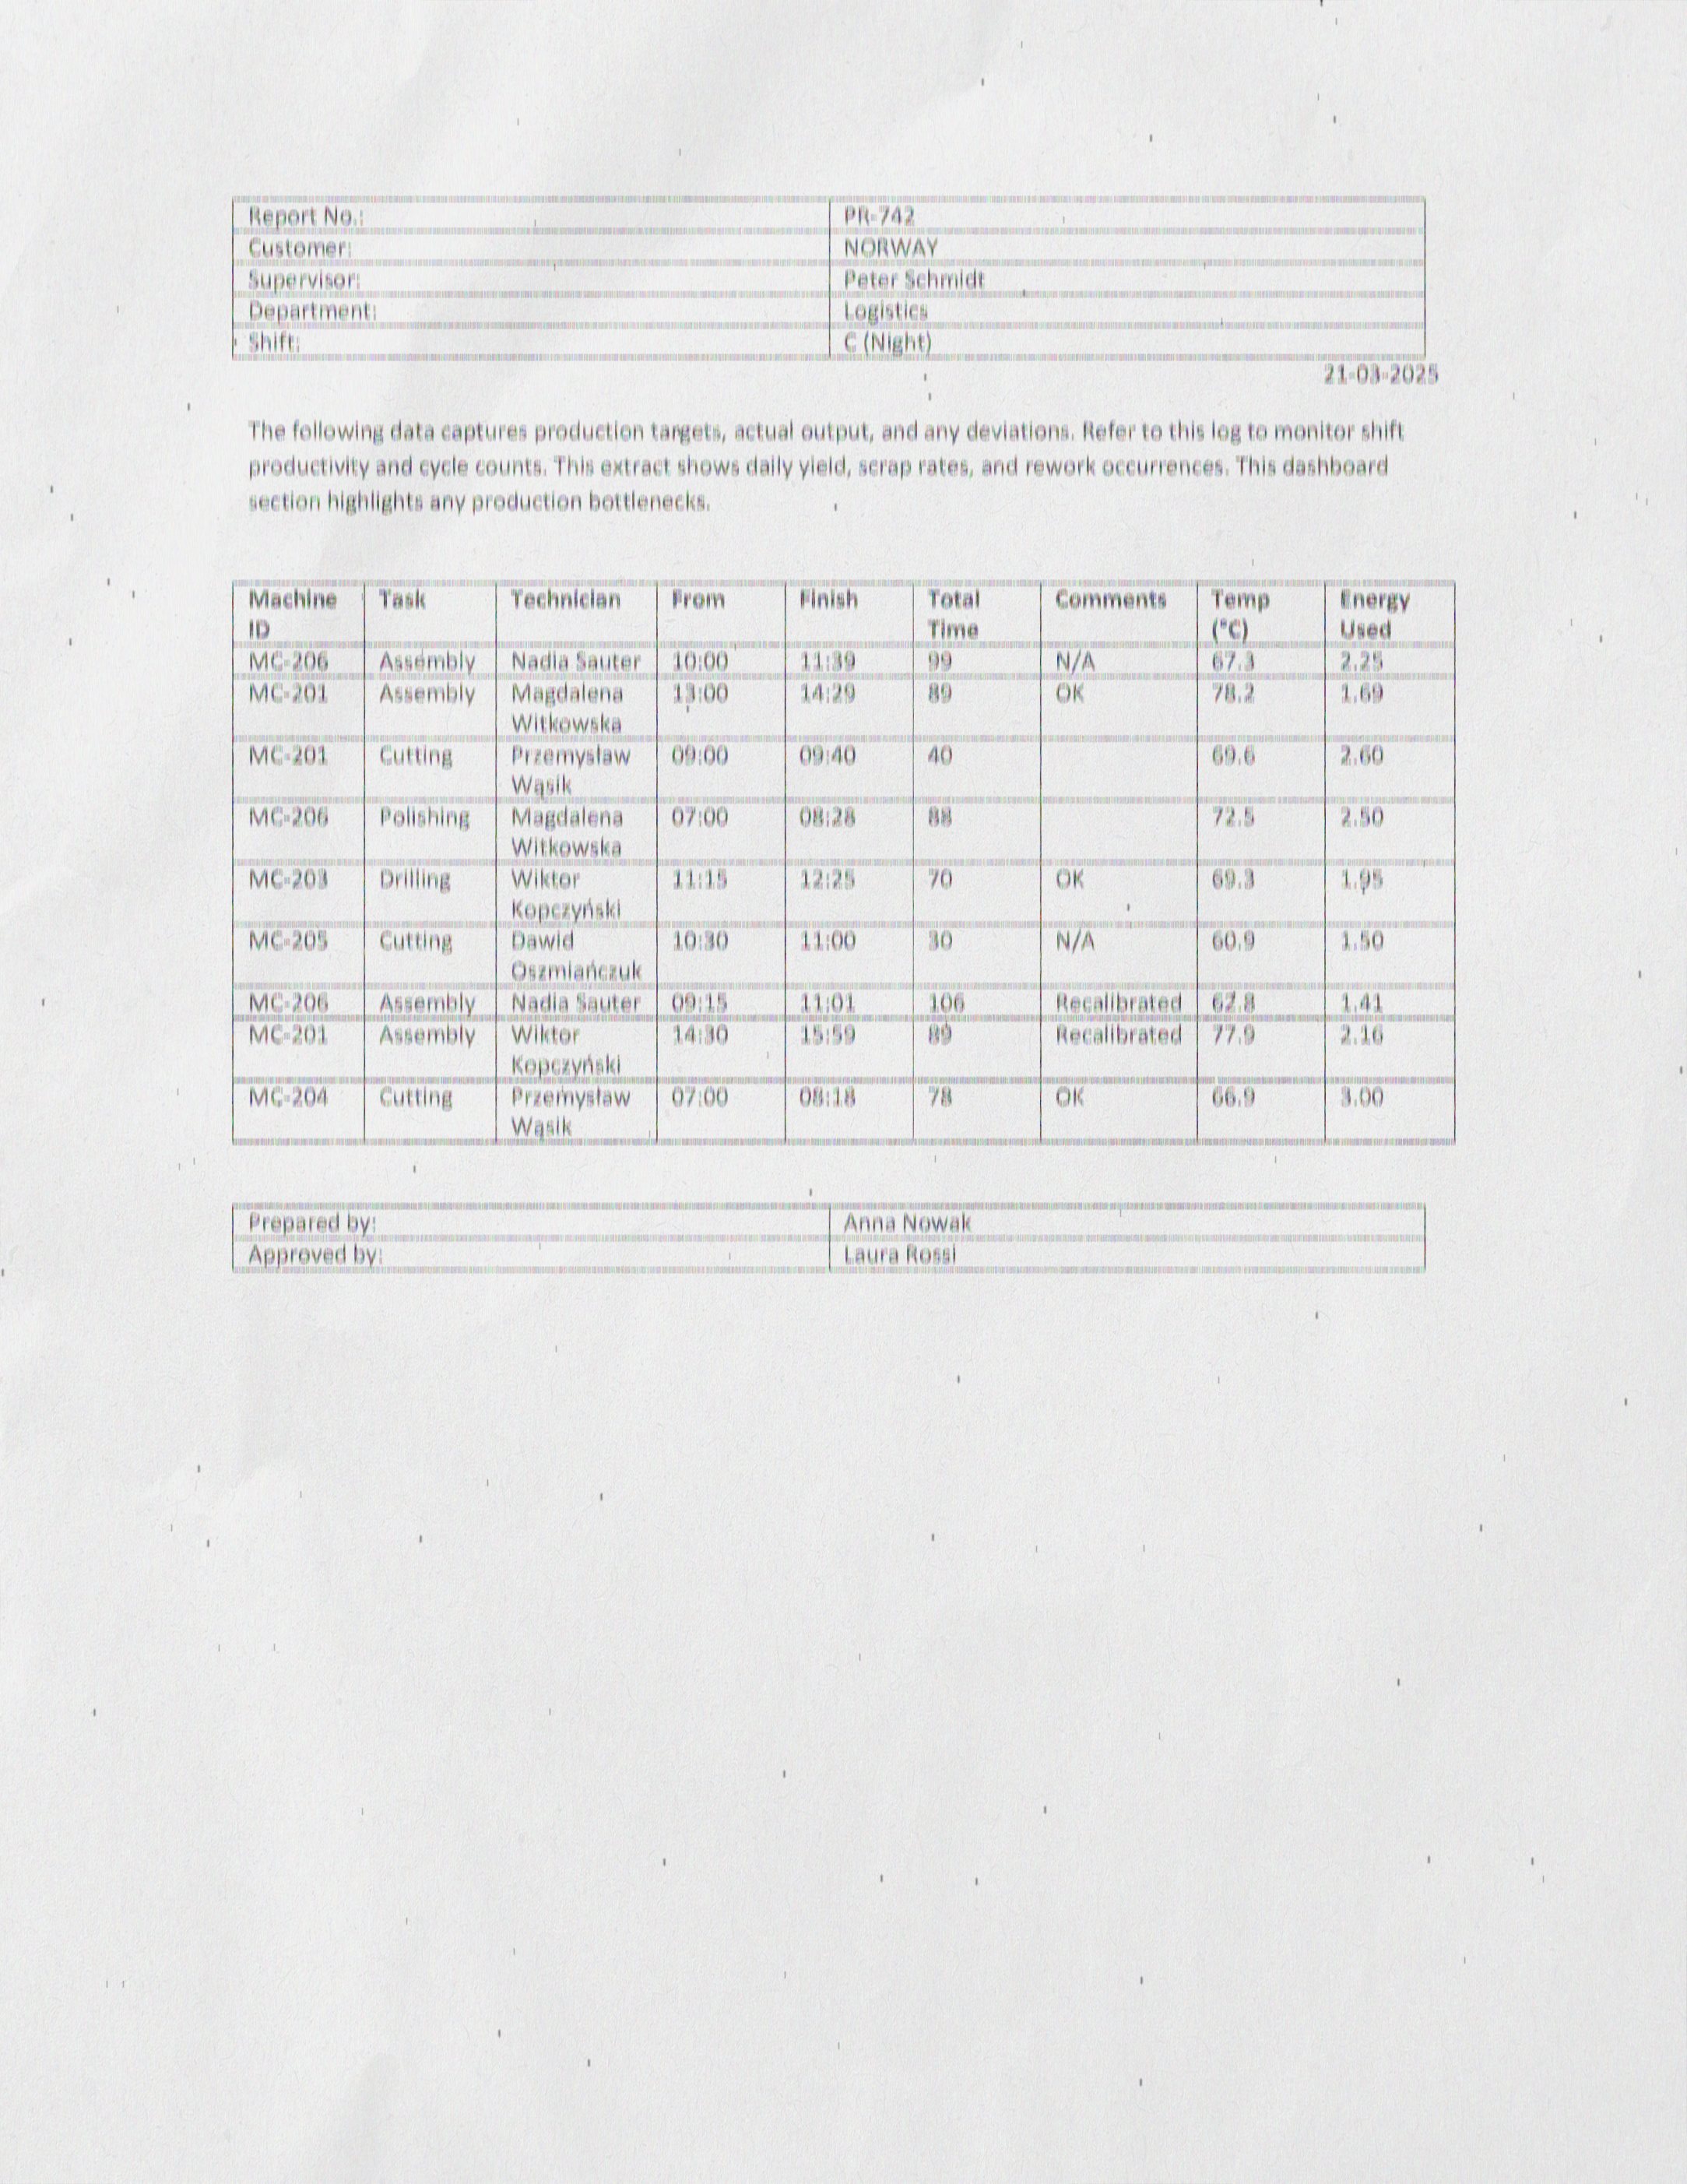 Report No.: PR-742
Customer: NORWAY
Supervisor: Peter Schmidt
Department: Logistics
Shift: C (Night)
21-03-2025
The following data captures production targets, actual output, and any deviations. Refer to this log to monitor shift
productivity and cycle counts. This extract shows daily yield, scrap rates, and rework occurrences. This dashboard
section highlights any production bottlenecks.
Machine ID Task Technician From Finish Total Time Comments Temp (°C) Energy Used
MC-206 Assembly Nadia Sauter 10:00 11:39 99 N/A 67.3 2.25
MC-201 Assembly Magdalena Witkowska 13:00 14:29 89 OK 78.2 1.69
MC-201 Cutting Przemysław Wąsik 09:00 09:40 40 69.6 2.60
MC-206 Polishing Magdalena Witkowska 07:00 08:28 88 72.5 2.50
MC-203 Drilling Wiktor Kopczyński 11:15 12:25 70 OK 69.3 1.95
MC-205 Cutting Dawid Oszmiańczuk 10:30 11:00 30 N/A 60.9 1.50
MC-206 Assembly Nadia Sauter 09:15 11:01 106 Recalibrated 62.8 1.41
MC-201 Assembly Wiktor Kopczyński 14:30 15:59 89 Recalibrated 77.9 2.16
MC-204 Cutting Przemysław Wąsik 07:00 08:18 78 OK 66.9 3.00
Prepared by: Anna Nowak
Approved by: Laura Rossi